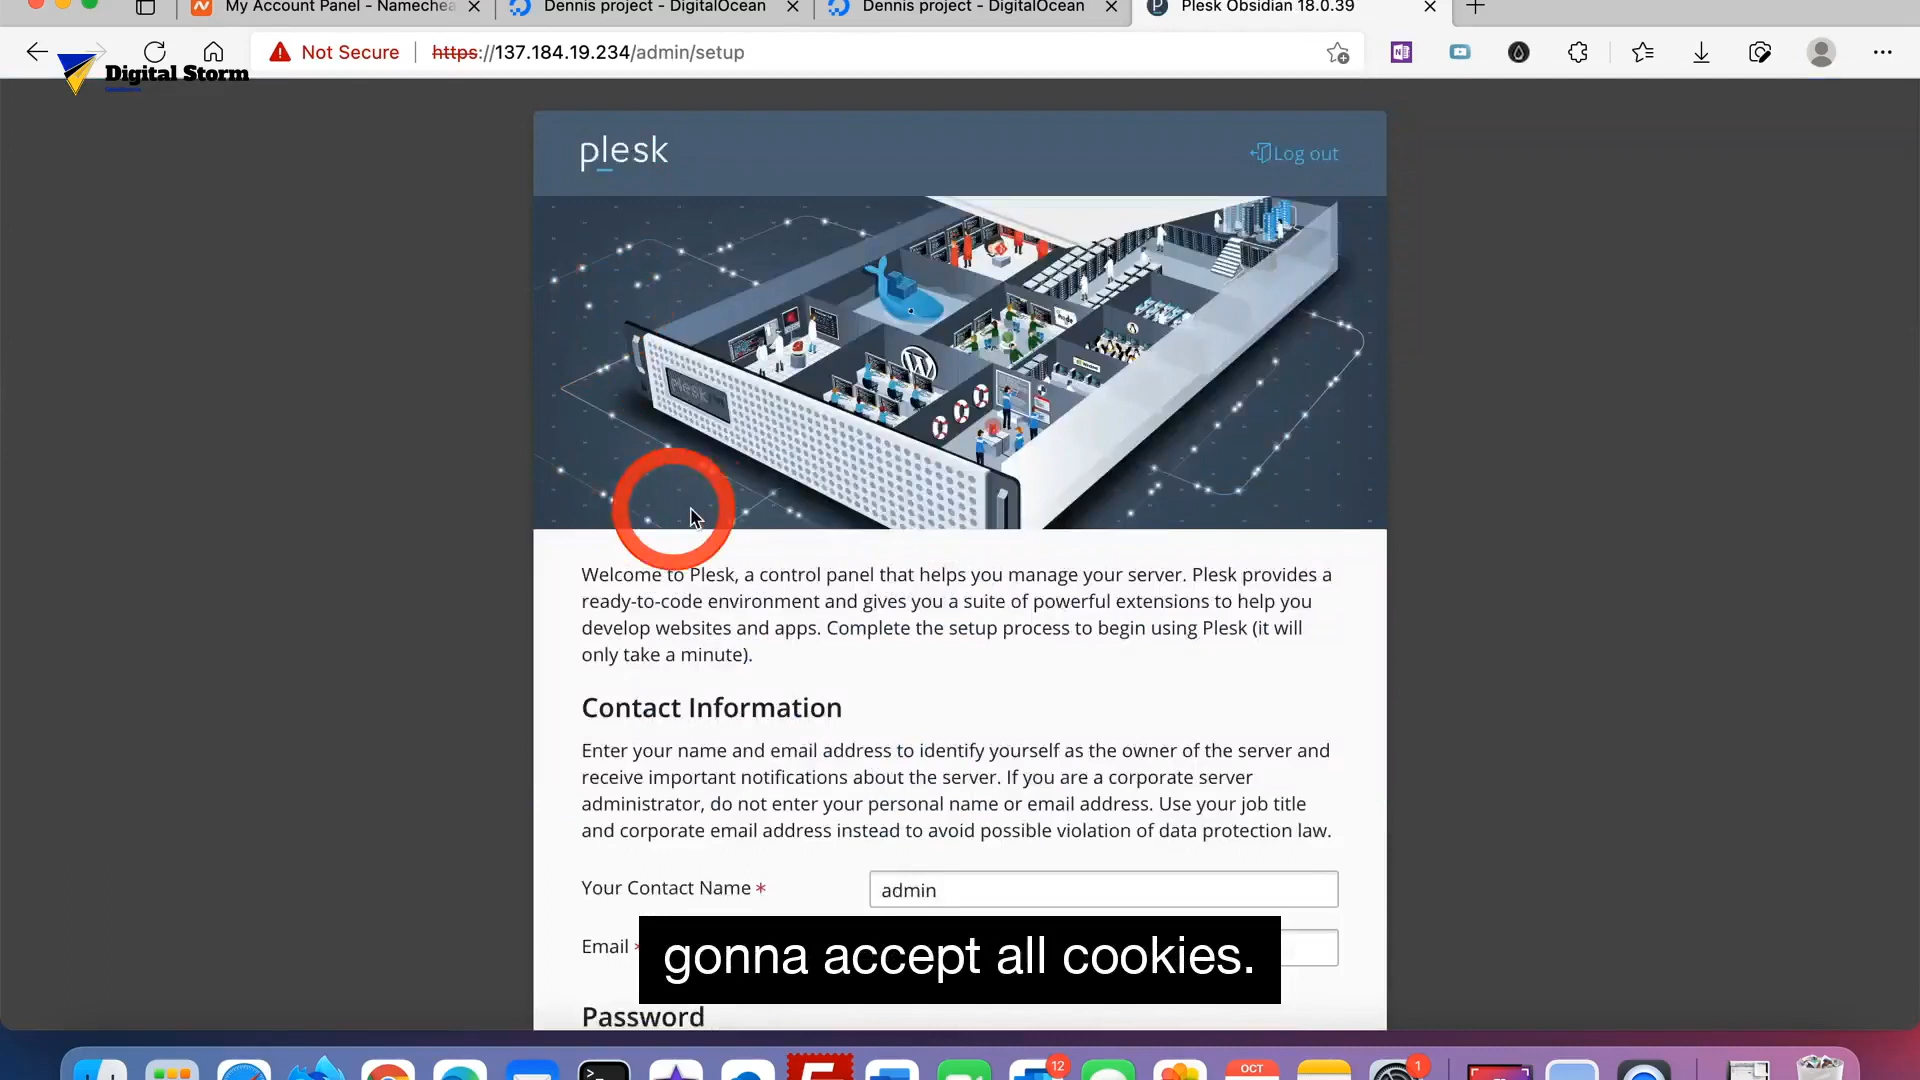 My Account Panel - Namechea
Dennis project - DigitalOcean
Dennis project - DigitalOcean
Plesk Obsidian 18.0.39
Not Secure
https://137.184.19.234/admin/setup
Digital Storm
plesk
Log out
Welcome to Plesk, a control panel that helps you manage your server. Plesk provides a
ready-to-code environment and gives you a suite of powerful extensions to help you
develop websites and apps. Complete the setup process to begin using Plesk (it will
only take a minute).
Contact Information
Enter your name and email address to identify yourself as the owner of the server and
receive important notifications about the server. If you are a corporate server
administrator, do not enter your personal name or email address. Use your job title
and corporate email address instead to avoid possible violation of data protection law.
Your Contact Name *
admin
Email *
gonna accept all cookies.
Password
12
OCT
1